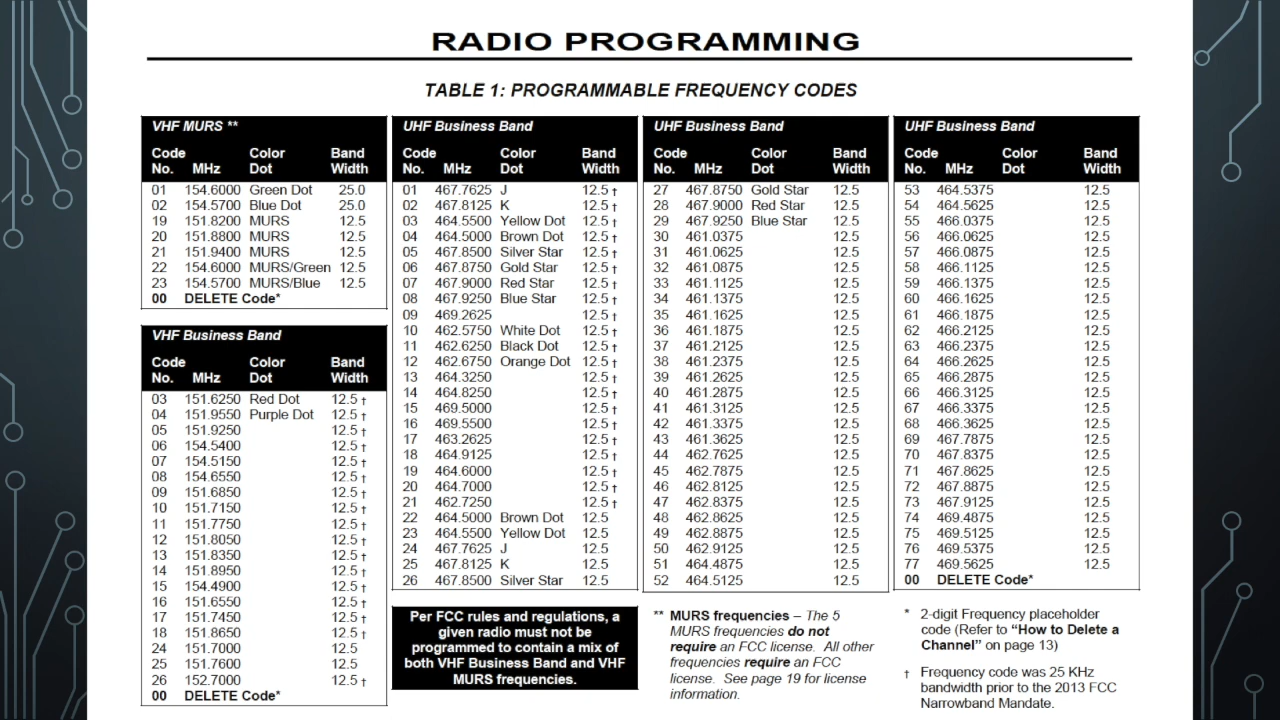 RADIO PROGRAMMING
TABLE 1: PROGRAMMABLE FREQUENCY CODES
VHF MURS **
Code Color Band
No. MHz Dot Width
01 154.6000 Green Dot 25.0
02 154.5700 Blue Dot 25.0
19 151.8200 MURS 12.5
20 151.8800 MURS 12.5
21 151.9400 MURS 12.5
22 154.6000 MURS/Green 12.5
23 154.5700 MURS/Blue 12.5
00 DELETE Code*
VHF Business Band
Code Color Band
No. MHz Dot Width
03 151.6250 Red Dot 12.5 †
04 151.9550 Purple Dot 12.5 †
05 151.9250 12.5 †
06 154.5400 12.5 †
07 154.5150 12.5 †
08 154.6550 12.5 †
09 151.6850 12.5 †
10 151.7150 12.5 †
11 151.7750 12.5 †
12 151.8050 12.5 †
13 151.8350 12.5 †
14 151.8950 12.5 †
15 154.4900 12.5 †
16 151.6550 12.5 †
17 151.7450 12.5 †
18 151.8650 12.5 †
24 151.7000 12.5
25 151.7600 12.5
26 152.7000 12.5 †
00 DELETE Code*
UHF Business Band
Code Color Band
No. MHz Dot Width
01 467.7625 J 12.5 †
02 467.8125 K 12.5 †
03 464.5500 Yellow Dot 12.5 †
04 464.5000 Brown Dot 12.5 †
05 467.8500 Silver Star 12.5 †
06 467.8750 Gold Star 12.5 †
07 467.9000 Red Star 12.5 †
08 467.9250 Blue Star 12.5 †
09 469.2625 12.5 †
10 462.5750 White Dot 12.5 †
11 462.6250 Black Dot 12.5 †
12 462.6750 Orange Dot 12.5 †
13 464.3250 12.5 †
14 464.8250 12.5 †
15 469.5000 12.5 †
16 469.5500 12.5 †
17 463.2625 12.5 †
18 464.9125 12.5 †
19 464.6000 12.5 †
20 464.7000 12.5 †
21 462.7250 12.5 †
22 464.5000 Brown Dot 12.5
23 464.5500 Yellow Dot 12.5
24 467.7625 J 12.5
25 467.8125 K 12.5
26 467.8500 Silver Star 12.5
Per FCC rules and regulations, a
given radio must not be
programmed to contain a mix of
both VHF Business Band and VHF
MURS frequencies.
UHF Business Band
Code Color Band
No. MHz Dot Width
27 467.8750 Gold Star 12.5
28 467.9000 Red Star 12.5
29 467.9250 Blue Star 12.5
30 461.0375 12.5
31 461.0625 12.5
32 461.0875 12.5
33 461.1125 12.5
34 461.1375 12.5
35 461.1625 12.5
36 461.1875 12.5
37 461.2125 12.5
38 461.2375 12.5
39 461.2625 12.5
40 461.2875 12.5
41 461.3125 12.5
42 461.3375 12.5
43 461.3625 12.5
44 462.7625 12.5
45 462.7875 12.5
46 462.8125 12.5
47 462.8375 12.5
48 462.8625 12.5
49 462.8875 12.5
50 462.9125 12.5
51 464.4875 12.5
52 464.5125 12.5
** MURS frequencies – The 5
MURS frequencies do not
require an FCC license. All other
frequencies require an FCC
license. See page 19 for license
information.
UHF Business Band
Code Color Band
No. MHz Dot Width
53 464.5375 12.5
54 464.5625 12.5
55 466.0375 12.5
56 466.0625 12.5
57 466.0875 12.5
58 466.1125 12.5
59 466.1375 12.5
60 466.1625 12.5
61 466.1875 12.5
62 466.2125 12.5
63 466.2375 12.5
64 466.2625 12.5
65 466.2875 12.5
66 466.3125 12.5
67 466.3375 12.5
68 466.3625 12.5
69 467.7875 12.5
70 467.8375 12.5
71 467.8625 12.5
72 467.8875 12.5
73 467.9125 12.5
74 469.4875 12.5
75 469.5125 12.5
76 469.5375 12.5
77 469.5625 12.5
00 DELETE Code*
* 2-digit Frequency placeholder
code (Refer to “How to Delete a
Channel” on page 13)
† Frequency code was 25 KHz
bandwidth prior to the 2013 FCC
Narrowband Mandate.